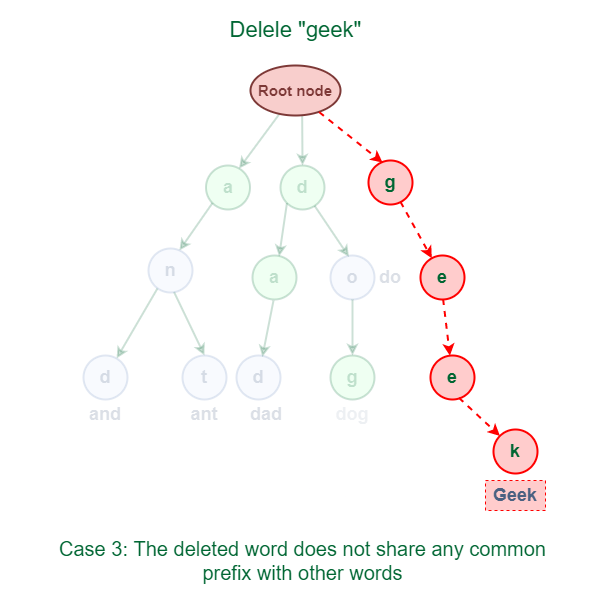 Delele "geek"
Root node
a
d
g
n
a
o
do
e
d
t
d
g
e
and
ant
dad
dog
k
Geek
Case 3: The deleted word does not share any common
prefix with other words